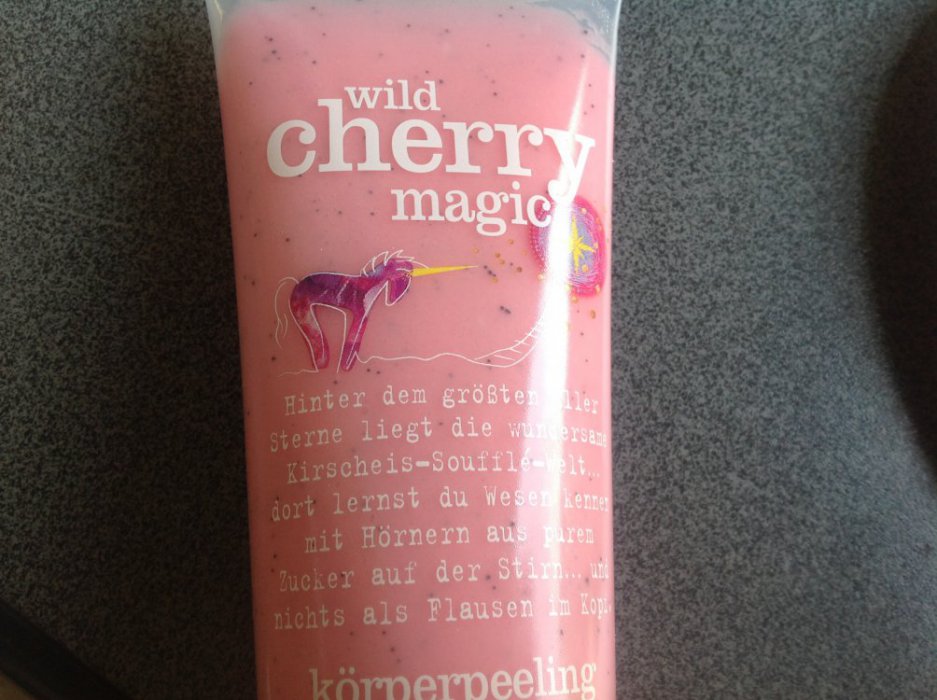 wild
cherry
magic
Hinter dem größten aller
Sterne liegt die wundersame
Kirscheis-Soufflé-Welt...
dort lernst du Wesen kennen
mit Hörnern aus purem
Zucker auf der Stirn... und
nichts als Flausen im Kopf.
körperpeeling